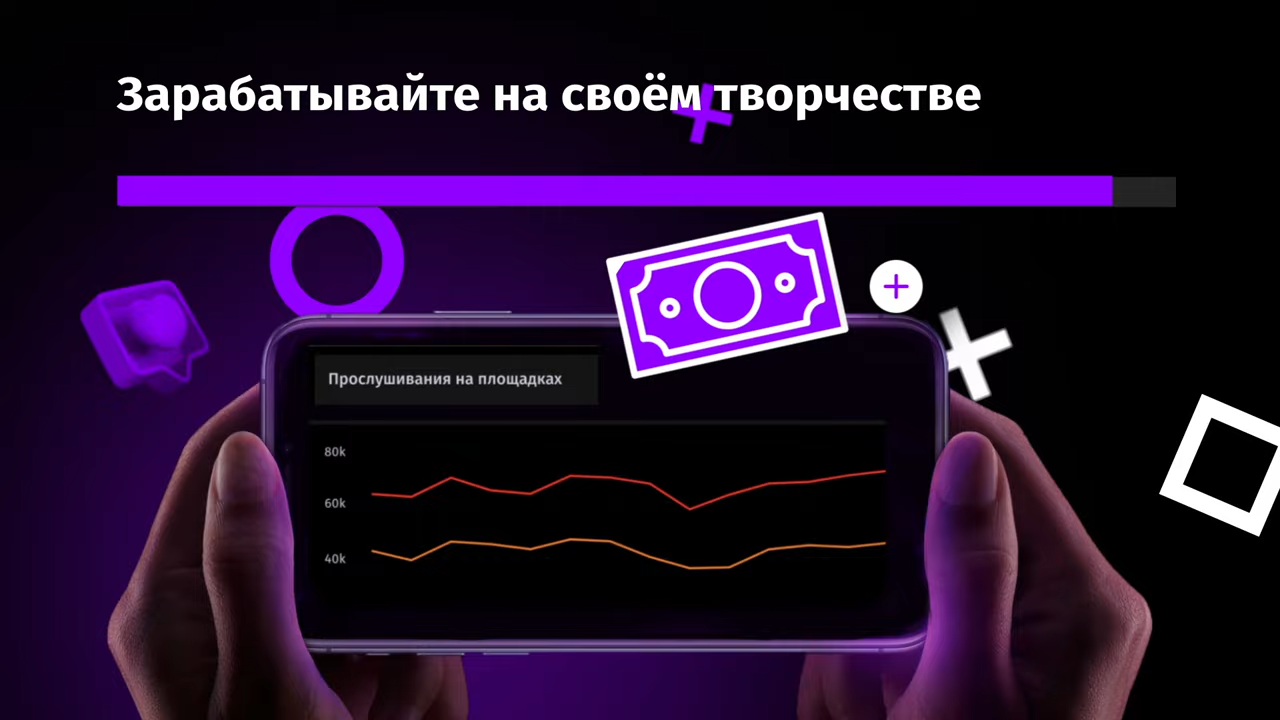 Зарабатывайте на своём творчестве
Прослушивания на площадках
80k
60k
40k